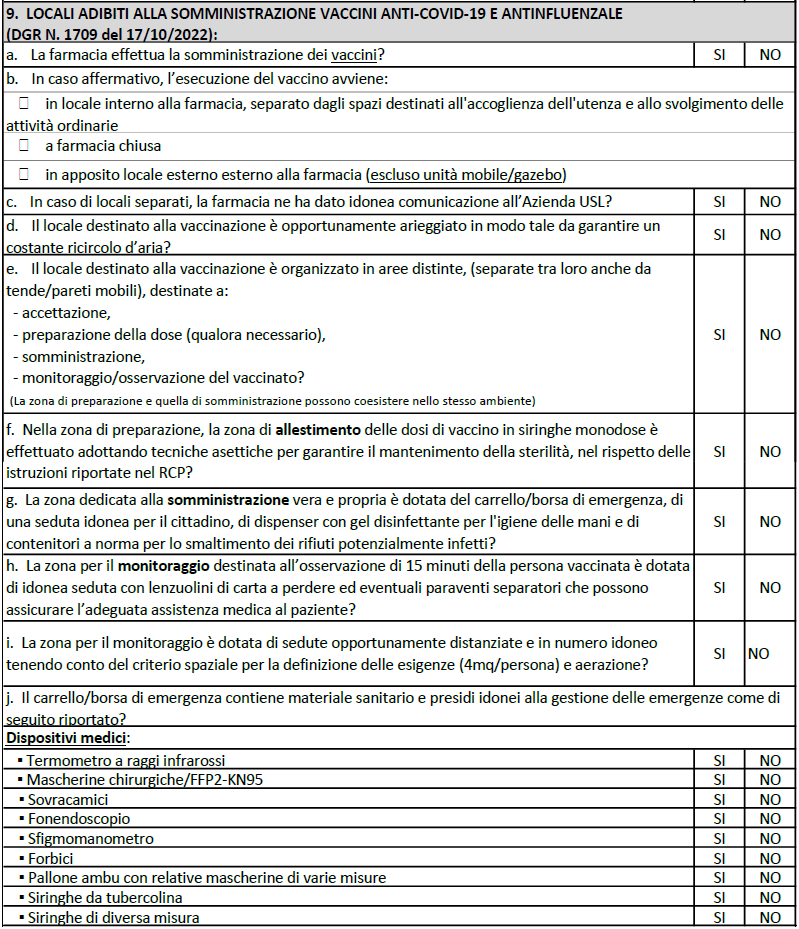 9. LOCALI ADIBITI ALLA SOMMINISTRAZIONE VACCINI ANTI-COVID-19 E ANTINFLUENZALE
(DGR N. 1709 del 17/10/2022):
a. La farmacia effettua la somministrazione dei vaccini? SI NO
b. In caso affermativo, l'esecuzione del vaccino avviene:
☐ in locale interno alla farmacia, separato dagli spazi destinati all'accoglienza dell'utenza e allo svolgimento delle
attività ordinarie
☐ a farmacia chiusa
☐ in apposito locale esterno esterno alla farmacia (escluso unità mobile/gazebo)
c. In caso di locali separati, la farmacia ne ha dato idonea comunicazione all'Azienda USL? SI NO
d. Il locale destinato alla vaccinazione è opportunamente arieggiato in modo tale da garantire un
costante ricircolo d'aria? SI NO
e. Il locale destinato alla vaccinazione è organizzato in aree distinte, (separate tra loro anche da
tende/pareti mobili), destinate a:
- accettazione,
- preparazione della dose (qualora necessario), SI NO
- somministrazione,
- monitoraggio/osservazione del vaccinato?
(La zona di preparazione e quella di somministrazione possono coesistere nello stesso ambiente)
f. Nella zona di preparazione, la zona di allestimento delle dosi di vaccino in siringhe monodose è
effettuato adottando tecniche asettiche per garantire il mantenimento della sterilità, nel rispetto delle SI NO
istruzioni riportate nel RCP?
g. La zona dedicata alla somministrazione vera e propria è dotata del carrello/borsa di emergenza, di
una seduta idonea per il cittadino, di dispenser con gel disinfettante per l'igiene delle mani e di SI NO
contenitori a norma per lo smaltimento dei rifiuti potenzialmente infetti?
h. La zona per il monitoraggio destinata all'osservazione di 15 minuti della persona vaccinata è dotata
di idonea seduta con lenzuolini di carta a perdere ed eventuali paraventi separatori che possono SI NO
assicurare l'adeguata assistenza medica al paziente?
i. La zona per il monitoraggio è dotata di sedute opportunamente distanziate e in numero idoneo
tenendo conto del criterio spaziale per la definizione delle esigenze (4mq/persona) e aerazione? SI NO
j. Il carrello/borsa di emergenza contiene materiale sanitario e presidi idonei alla gestione delle emergenze come di
seguito riportato?
Dispositivi medici:
▪ Termometro a raggi infrarossi SI NO
▪ Mascherine chirurgiche/FFP2-KN95 SI NO
▪ Sovracamici SI NO
▪ Fonendoscopio SI NO
▪ Sfigmomanometro SI NO
▪ Forbici SI NO
▪ Pallone ambu con relative mascherine di varie misure SI NO
▪ Siringhe da tubercolina SI NO
▪ Siringhe di diversa misura SI NO